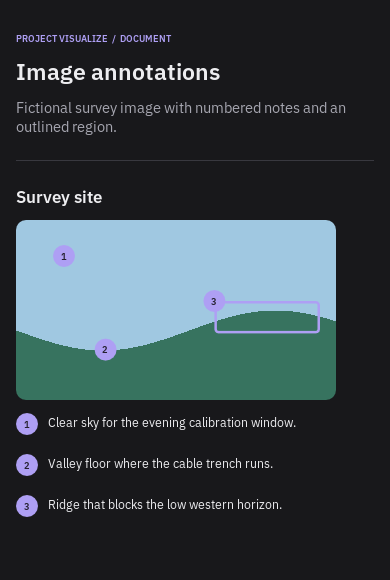 PROJECT VISUALIZE / DOCUMENT
Image annotations
Fictional survey image with numbered notes and an
outlined region.
Survey site
1
3
2
1 Clear sky for the evening calibration window.
2 Valley floor where the cable trench runs.
3 Ridge that blocks the low western horizon.